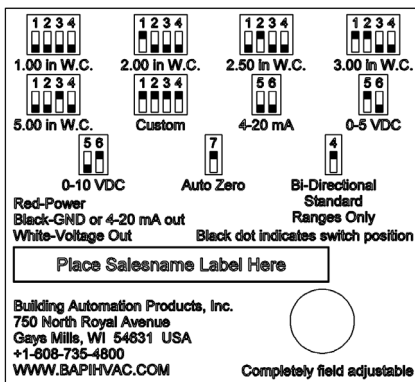 1 2 3 4 1 2 3 4 1 2 3 4 1 2 3 4
1.00 in W.C. 2.00 in W.C. 2.50 in W.C. 3.00 in W.C.
1 2 3 4 1 2 3 4 5 6 5 6
5.00 in W.C. Custom 4-20 mA 0-5 VDC
5 6 7 4
0-10 VDC Auto Zero Bi-Directional
Standard
Ranges Only
Red-Power
Black-GND or 4-20 mA out
White-Voltage Out Black dot indicates switch position
Place Salesname Label Here
Building Automation Products, Inc.
750 North Royal Avenue
Gays Mills, WI 54631 USA
+1-608-735-4800
WWW.BAPIHVAC.COM Completely field adjustable